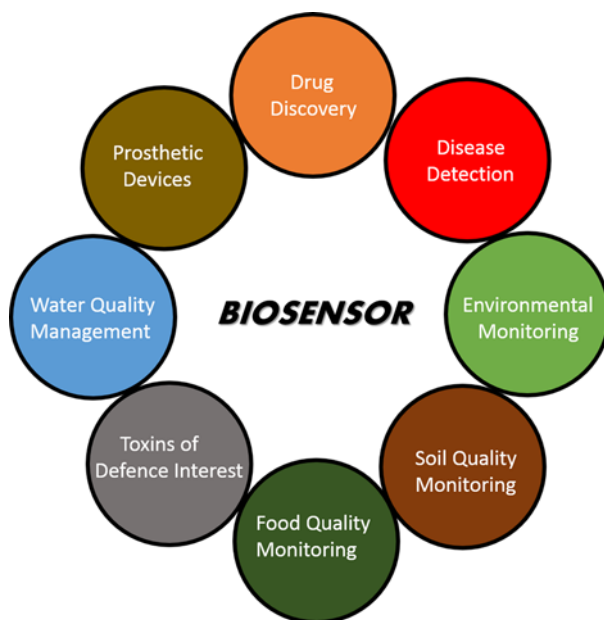 Drug
Discovery
Disease
Detection
Prosthetic
Devices
Water Quality
Management
BIOSENSOR
Environmental
Monitoring
Toxins of
Defence Interest
Soil Quality
Monitoring
Food Quality
Monitoring